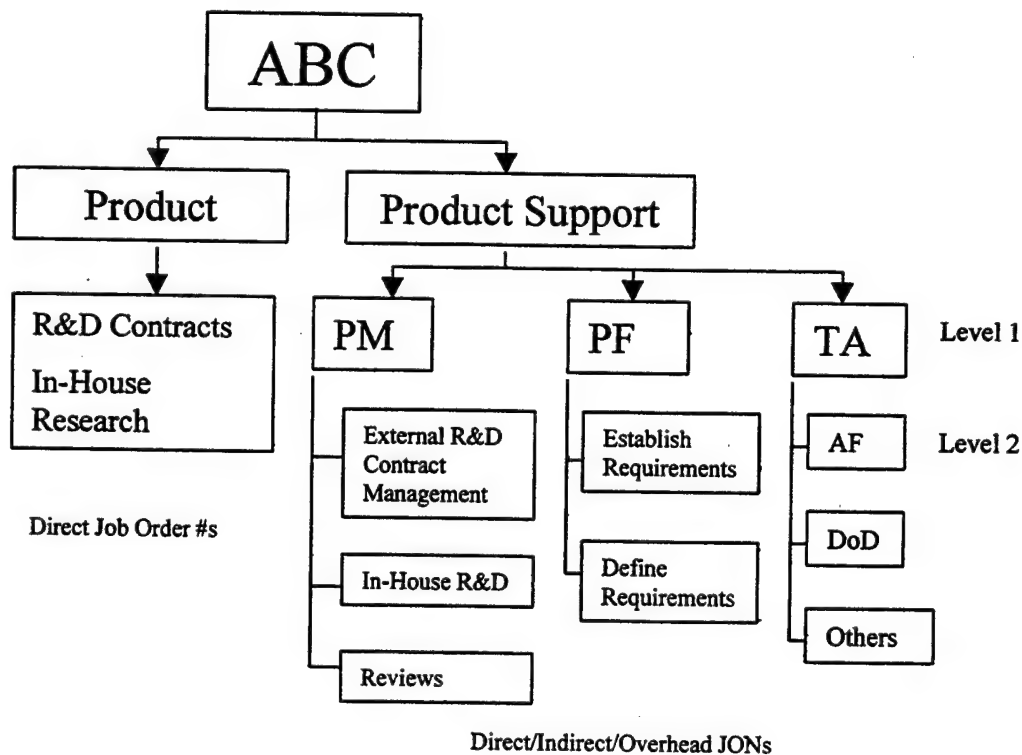 ABC
Product
Product Support
R&D Contracts
In-House
Research
PM
PF
TA
Level 1
External R&D
Contract
Management
Establish
Requirements
AF
Level 2
Direct Job Order #s
In-House R&D
Define
Requirements
DoD
Reviews
Others
Direct/Indirect/Overhead JONs